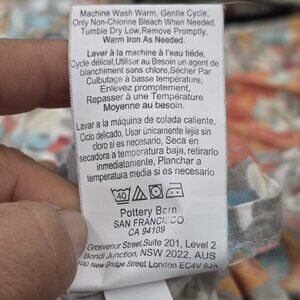 Machine Wash Warm, Gentle Cycle,
Only Non-Chlorine Bleach When Needed,
Tumble Dry Low,Remove Promptly,
Warm Iron As Needed.
Laver à la machine à l'eau tiède,
Cycle délicat,Utiliser au Besoin un agent de
blanchiment sans chlore,Sécher Par
Culbutage à basse température,
Enlevez promptement,
Repasser à une Température
Moyenne au besoin.
Lavar a la máquina de colada caliente,
Ciclo delicado, Usar únicamente lejia sin
cloro si es necesario, Seca en
secadora a temperatura baja, retirarlo
inmediatamente, Planchar a
temperatura media si es necesario
40
Pottery Barn
SAN FRANCISCO
CA 94109
Grosvenor Street,Suite 201, Level 2
Bondi Junction, NSW 2022, AUS
100 New Bridge Street London EC4V 6JA